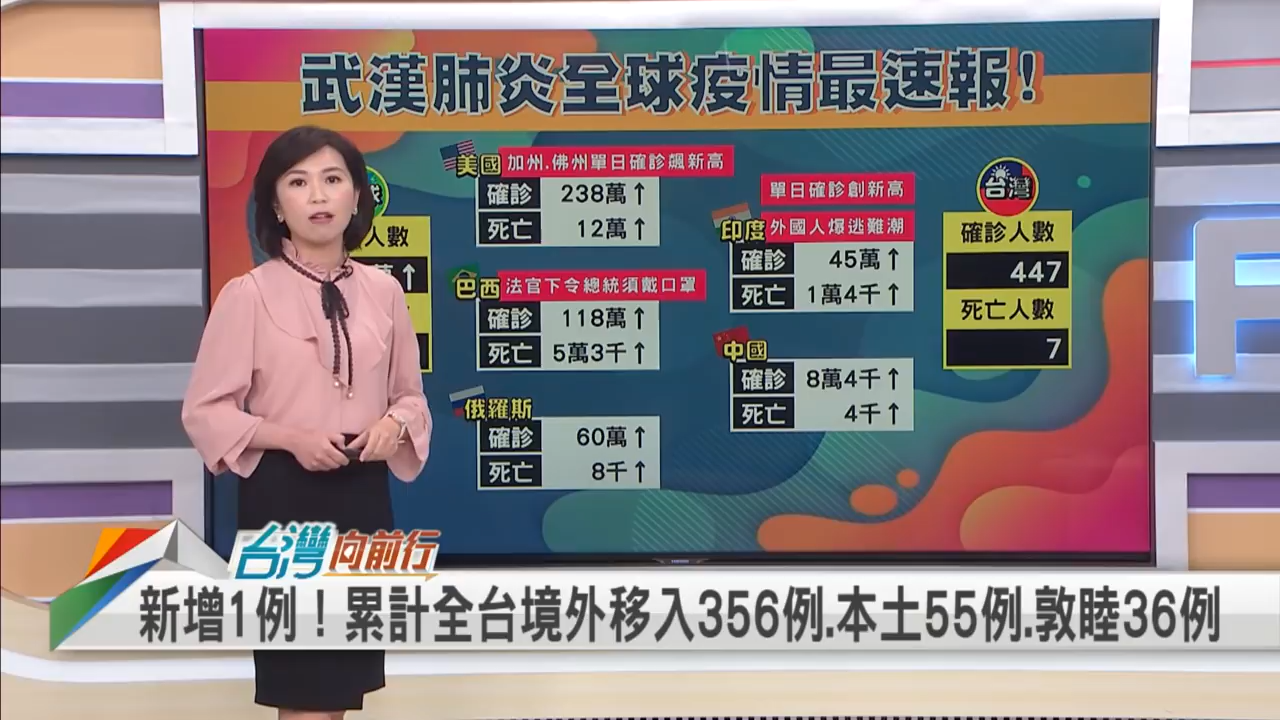 武漢肺炎全球疫情最速報!
球
人數
萬↑
美國 加州.佛州單日確診飆新高
確診 238萬↑
死亡 12萬↑
巴西 法官下令總統須戴口罩
確診 118萬↑
死亡 5萬3千↑
俄羅斯
確診 60萬↑
死亡 8千↑
單日確診創新高
印度 外國人爆逃難潮
確診 45萬↑
死亡 1萬4千↑
中國
確診 8萬4千↑
死亡 4千↑
台灣
確診人數
447
死亡人數
7
台灣向前行
新增1例！累計全台境外移入356例.本土55例.敦睦36例